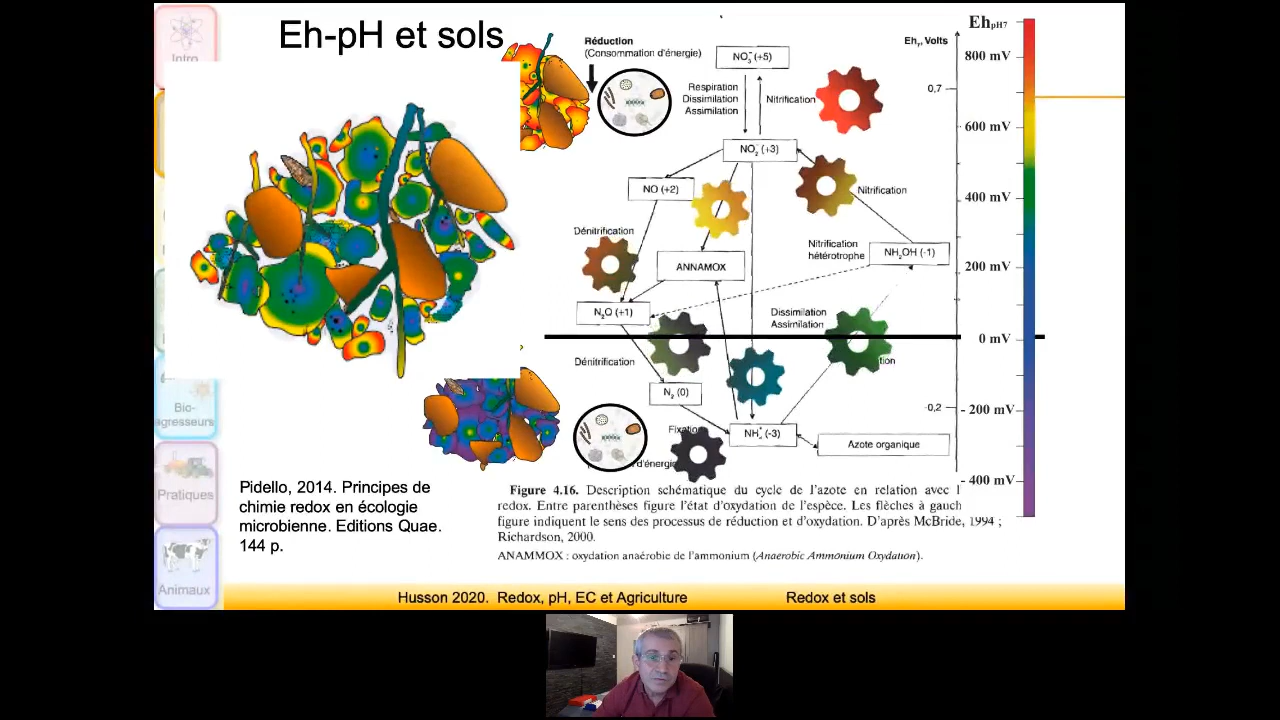 Eh-pH et sols
Intro
Bio-
agresseurs
Pratiques
Animaux
Réduction
(Consommation d'énergie)
NO₃⁻ (+5)
Respiration
Dissimilation
Assimilation
Nitrification
NO₂⁻ (+3)
NO (+2)
Nitrification
Dénitrification
ANNAMOX
Nitrification
hétérotrophe
NH₂OH (-1)
N₂O (+1)
Dissimilation
Assimilation
Dénitrification
N₂ (0)
NH₄⁺ (-3)
Azote organique
d'énergie
Eh₇, Volts
0,7
-0,2
Eh pH7
800 mV
600 mV
400 mV
200 mV
0 mV
- 200 mV
- 400 mV
Pidello, 2014. Principes de
chimie redox en écologie
microbienne. Editions Quae.
144 p.
Figure 4.16. Description schématique du cycle de l'azote en relation avec l
redox. Entre parenthèses figure l'état d'oxydation de l'espèce. Les flèches à gauch
figure indiquent le sens des processus de réduction et d'oxydation. D'après McBride, 1994 ;
Richardson, 2000.
ANAMMOX : oxydation anaérobie de l'ammonium (Anaerobic Ammonium Oxydation).
Husson 2020. Redox, pH, EC et Agriculture
Redox et sols